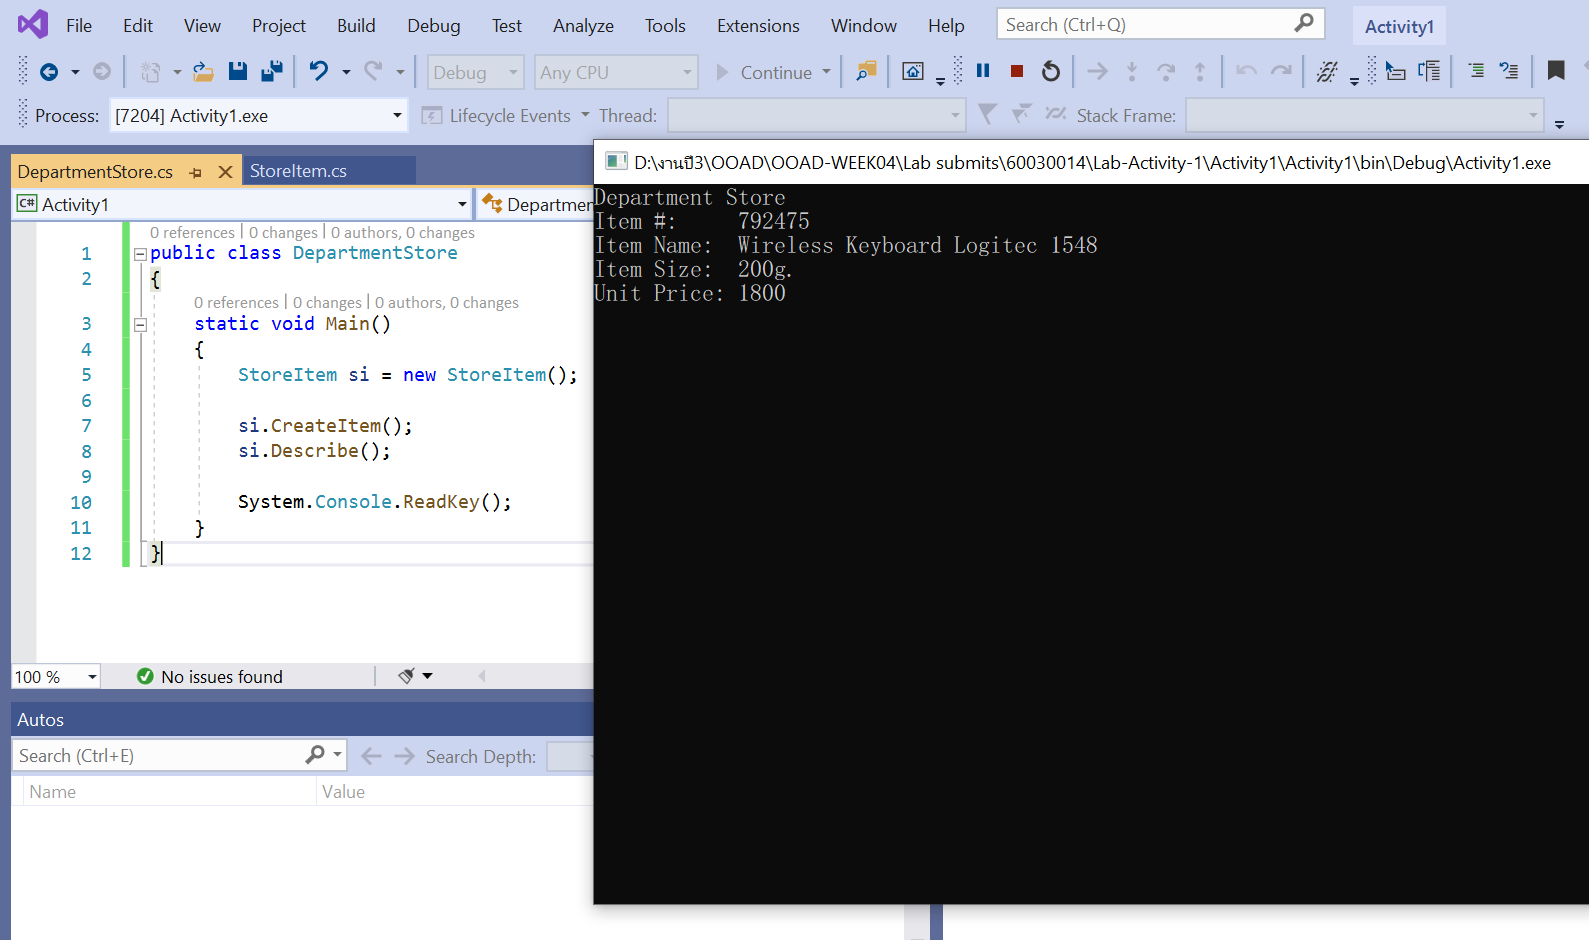 File Edit View Project Build Debug Test Analyze Tools Extensions Window Help Search (Ctrl+Q) Activity1
Debug Any CPU Continue
Process: [7204] Activity1.exe Lifecycle Events Thread: Stack Frame:
DepartmentStore.cs StoreItem.cs
C# Activity1 Departmen
0 references | 0 changes | 0 authors, 0 changes
1 public class DepartmentStore
2 {
0 references | 0 changes | 0 authors, 0 changes
3 static void Main()
4 {
5 StoreItem si = new StoreItem();
6
7 si.CreateItem();
8 si.Describe();
9
10 System.Console.ReadKey();
11 }
12 }
100 % No issues found
Autos
Search (Ctrl+E) Search Depth:
Name Value
D:\งานปี3\OOAD\OOAD-WEEK04\Lab submits\60030014\Lab-Activity-1\Activity1\Activity1\bin\Debug\Activity1.exe
Department Store
Item #: 792475
Item Name: Wireless Keyboard Logitec 1548
Item Size: 200g.
Unit Price: 1800